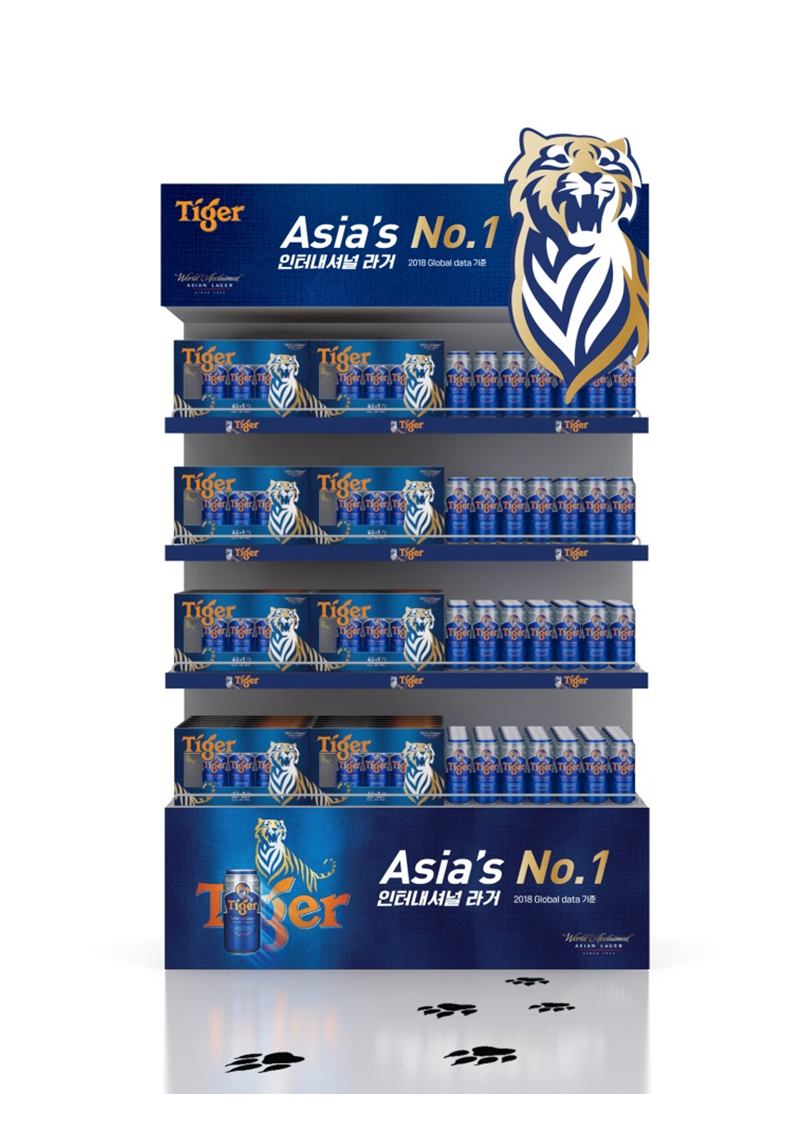 Tiger
Asia's No.1
인터내셔널 라거 2018 Global data 기준
"World Acclaimed"
ASIAN LAGER
SINCE 1932
Tiger Tiger
Tiger Tiger Tiger
Tiger Tiger
Tiger Tiger Tiger
Tiger Tiger
Tiger Tiger Tiger
Tiger Tiger
Asia's No.1
Tiger
Tiger
인터내셔널 라거 2018 Global data 기준
"World Acclaimed"
ASIAN LAGER
SINCE 1932